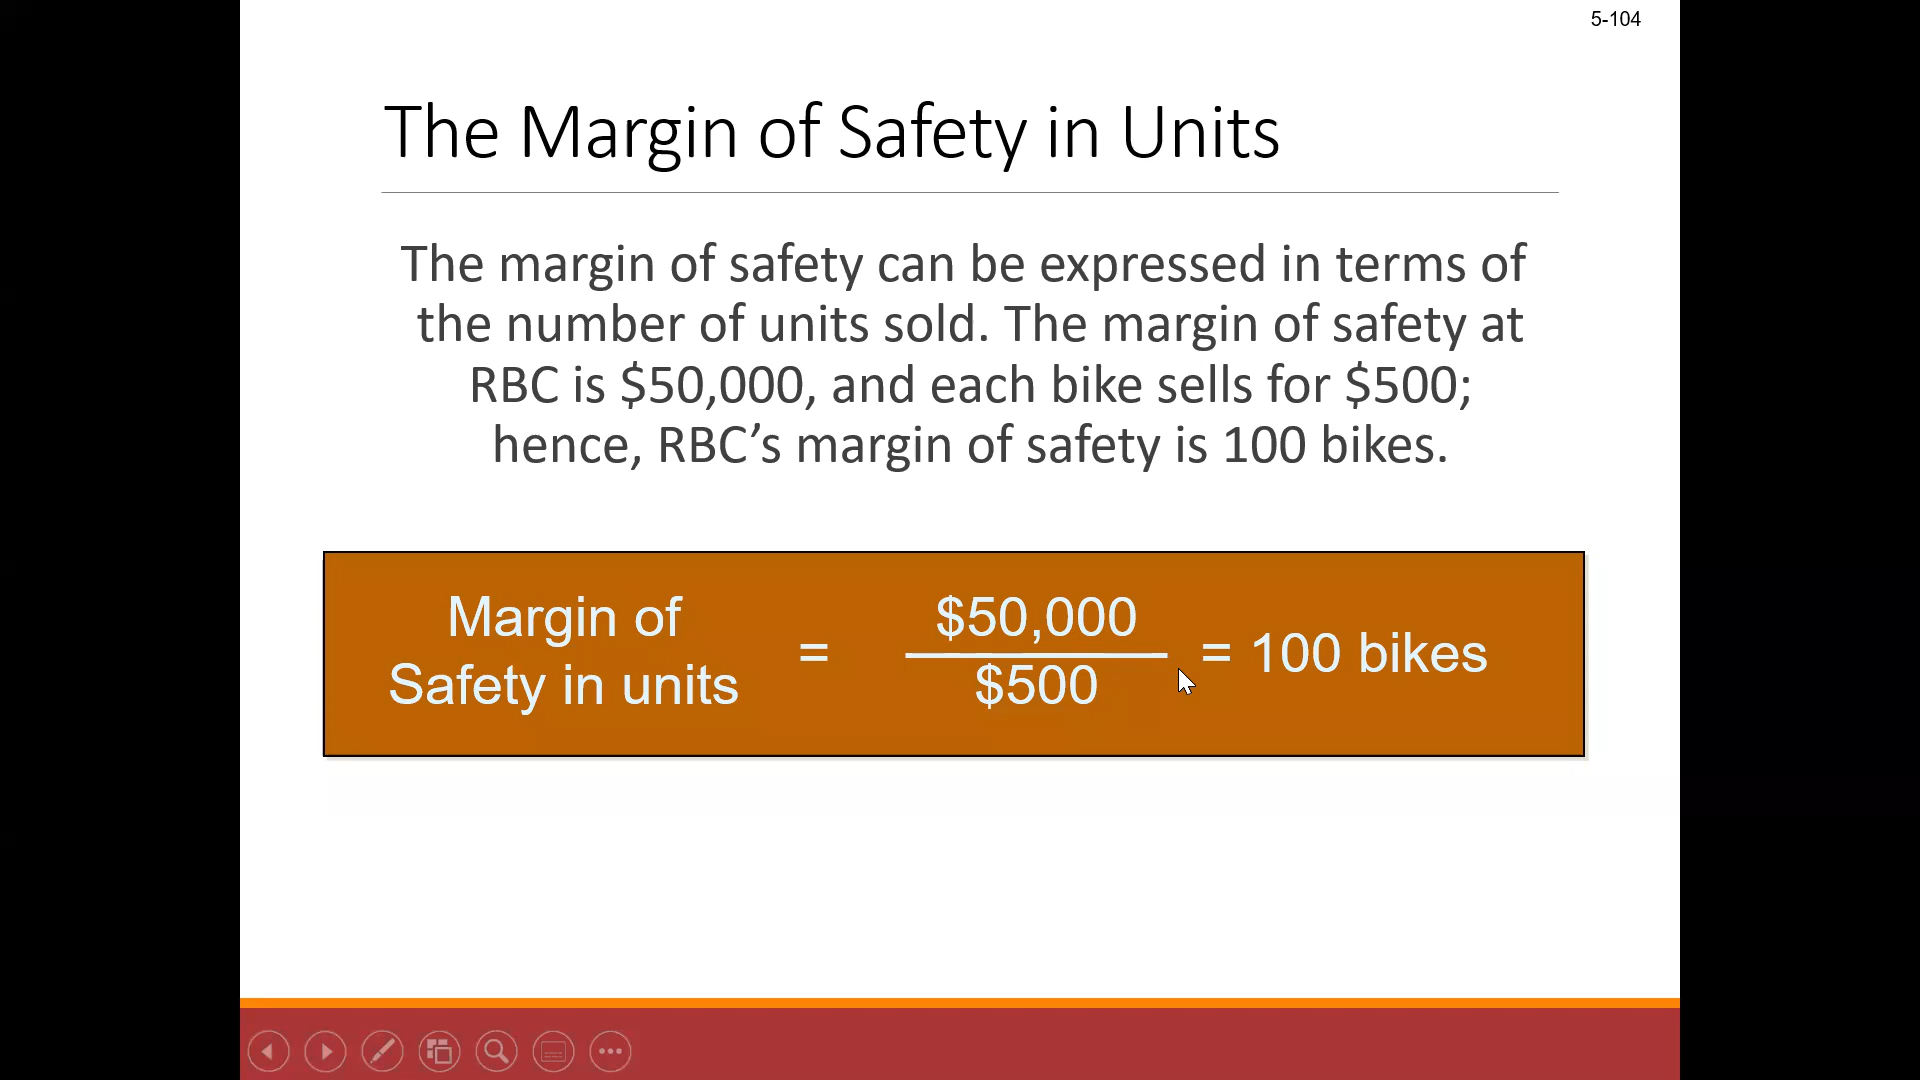 5-104
The Margin of Safety in Units
The margin of safety can be expressed in terms of
the number of units sold. The margin of safety at
RBC is $50,000, and each bike sells for $500;
hence, RBC’s margin of safety is 100 bikes.
Margin of
Safety in units
=
$50,000
$500
= 100 bikes